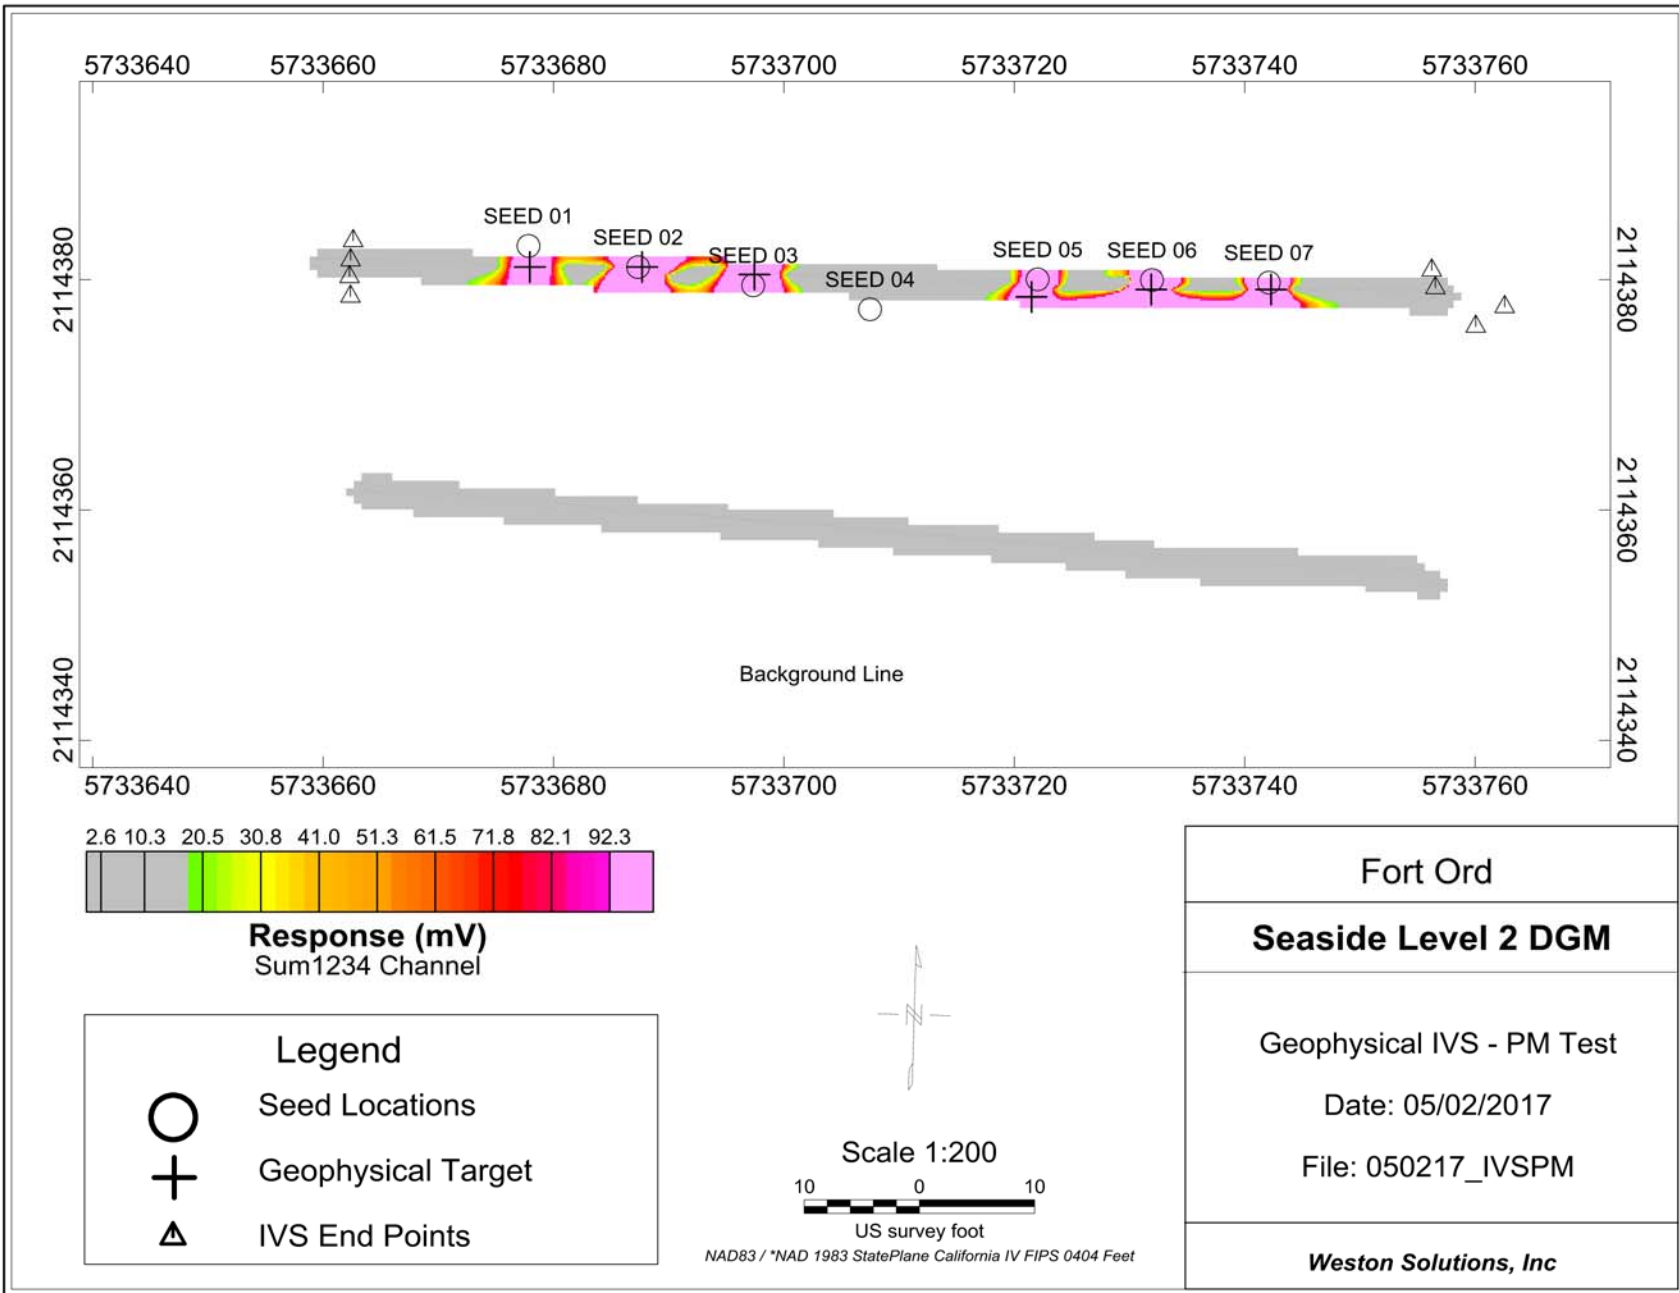 5733640 5733660 5733680 5733700 5733720 5733740 5733760
2114380
2114360
2114340
2114380
2114360
2114340
SEED 01
SEED 02
SEED 03
SEED 04
SEED 05
SEED 06
SEED 07
Background Line
5733640 5733660 5733680 5733700 5733720 5733740 5733760
2.6 10.3 20.5 30.8 41.0 51.3 61.5 71.8 82.1 92.3
Response (mV)
Sum1234 Channel
Legend
Seed Locations
Geophysical Target
IVS End Points
N
Scale 1:200
10 0 10
US survey foot
NAD83 / *NAD 1983 StatePlane California IV FIPS 0404 Feet
Fort Ord
Seaside Level 2 DGM
Geophysical IVS - PM Test
Date: 05/02/2017
File: 050217_IVSPM
Weston Solutions, Inc